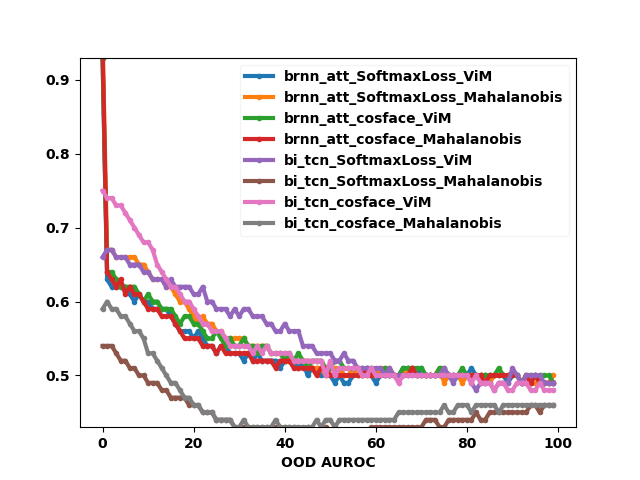 0.9
0.8
0.7
0.6
0.5
brnn_att_SoftmaxLoss_ViM
brnn_att_SoftmaxLoss_Mahalanobis
brnn_att_cosface_ViM
brnn_att_cosface_Mahalanobis
bi_tcn_SoftmaxLoss_ViM
bi_tcn_SoftmaxLoss_Mahalanobis
bi_tcn_cosface_ViM
bi_tcn_cosface_Mahalanobis
0 20 40 60 80 100
OOD AUROC